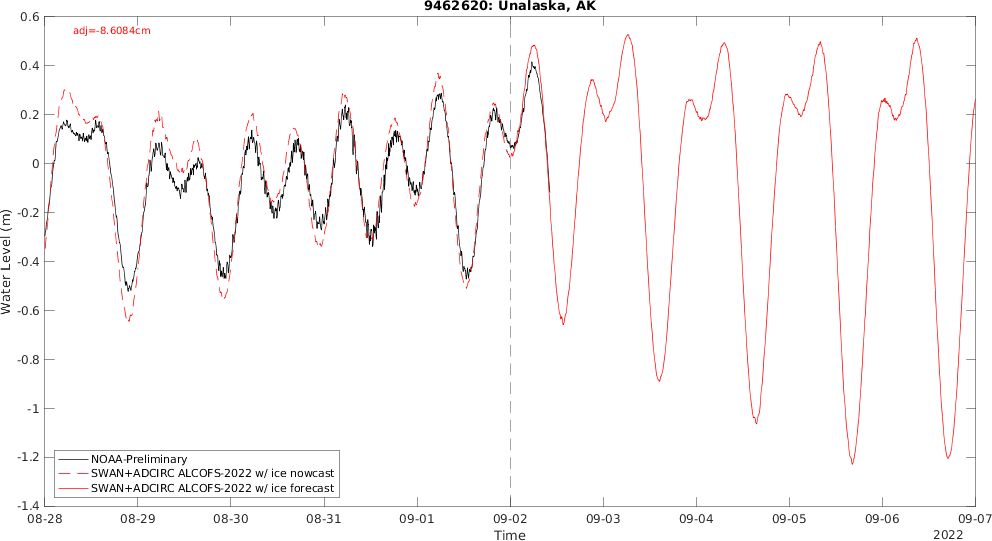 9462620: Unalaska, AK
adj=-8.6084cm
0.6
0.4
0.2
0
-0.2
-0.4
-0.6
-0.8
-1
-1.2
-1.4
Water Level (m)
NOAA-Preliminary
SWAN+ADCIRC ALCOFS-2022 w/ ice nowcast
SWAN+ADCIRC ALCOFS-2022 w/ ice forecast
08-28 08-29 08-30 08-31 09-01 09-02 09-03 09-04 09-05 09-06 09-07
Time
2022